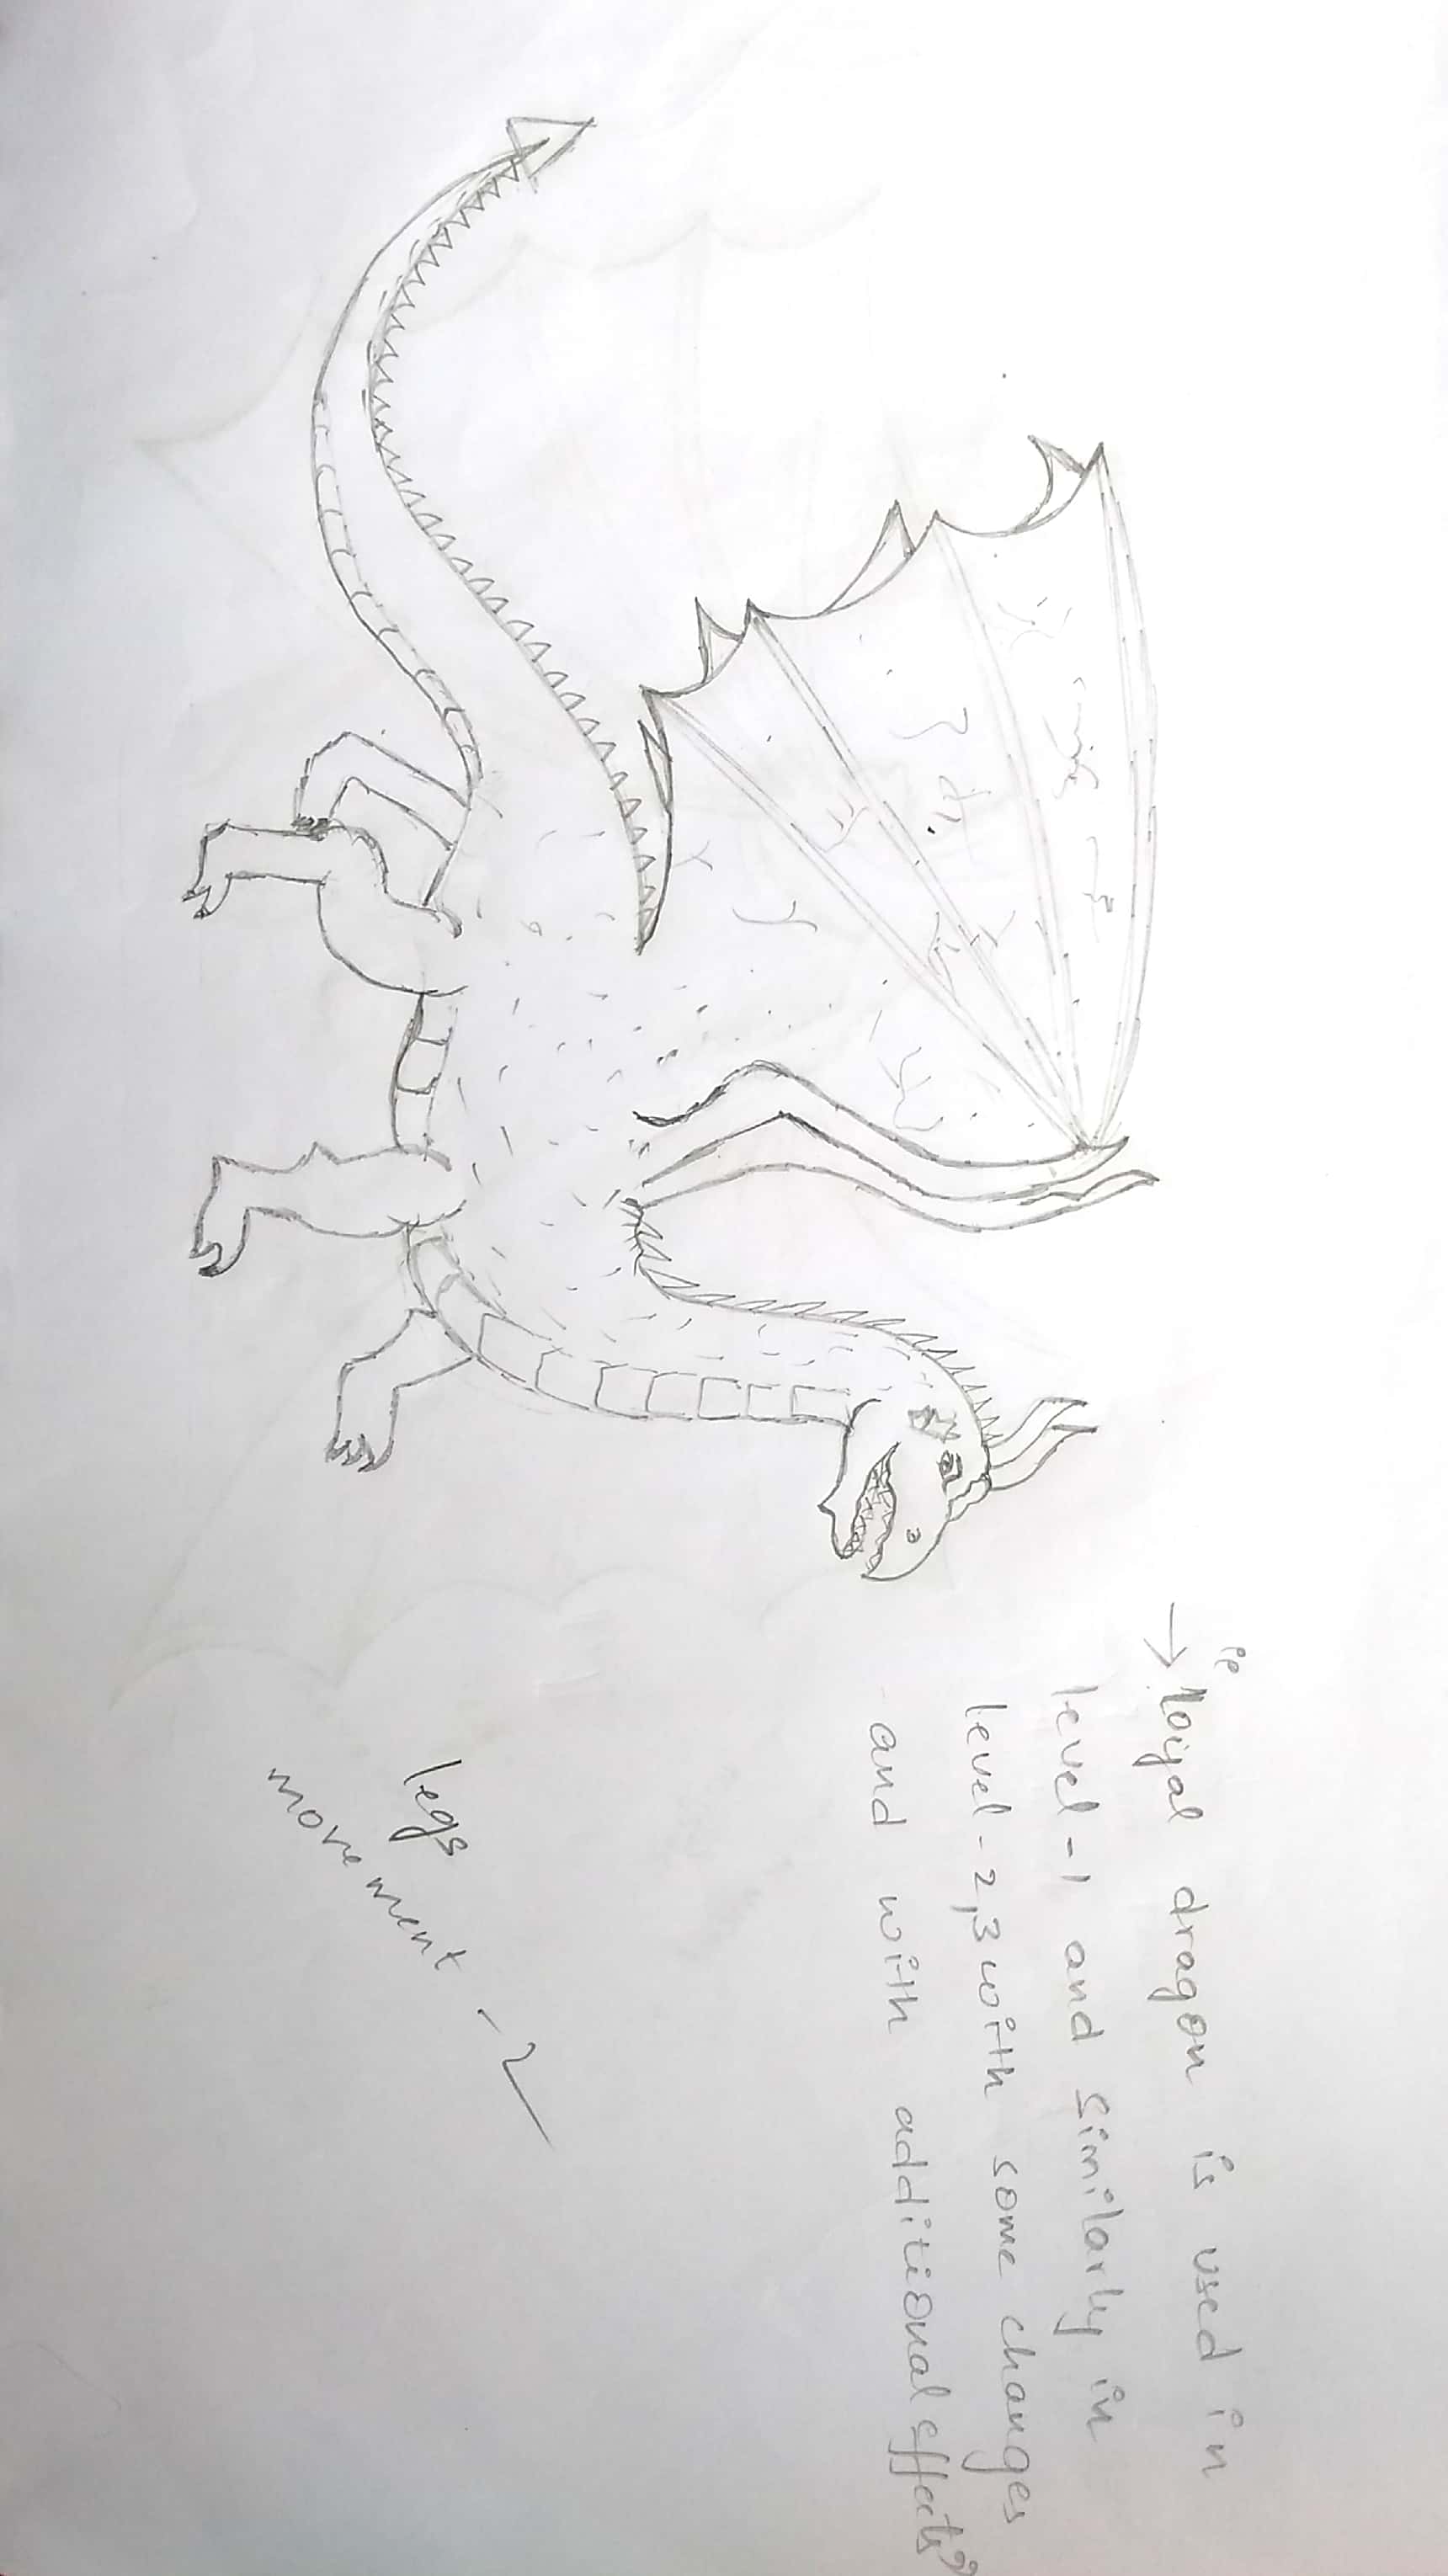 → "Loyal dragon is used in
level-1 and similarly in
level-2,3 with some changes
and with additional effects"
legs
movement -2